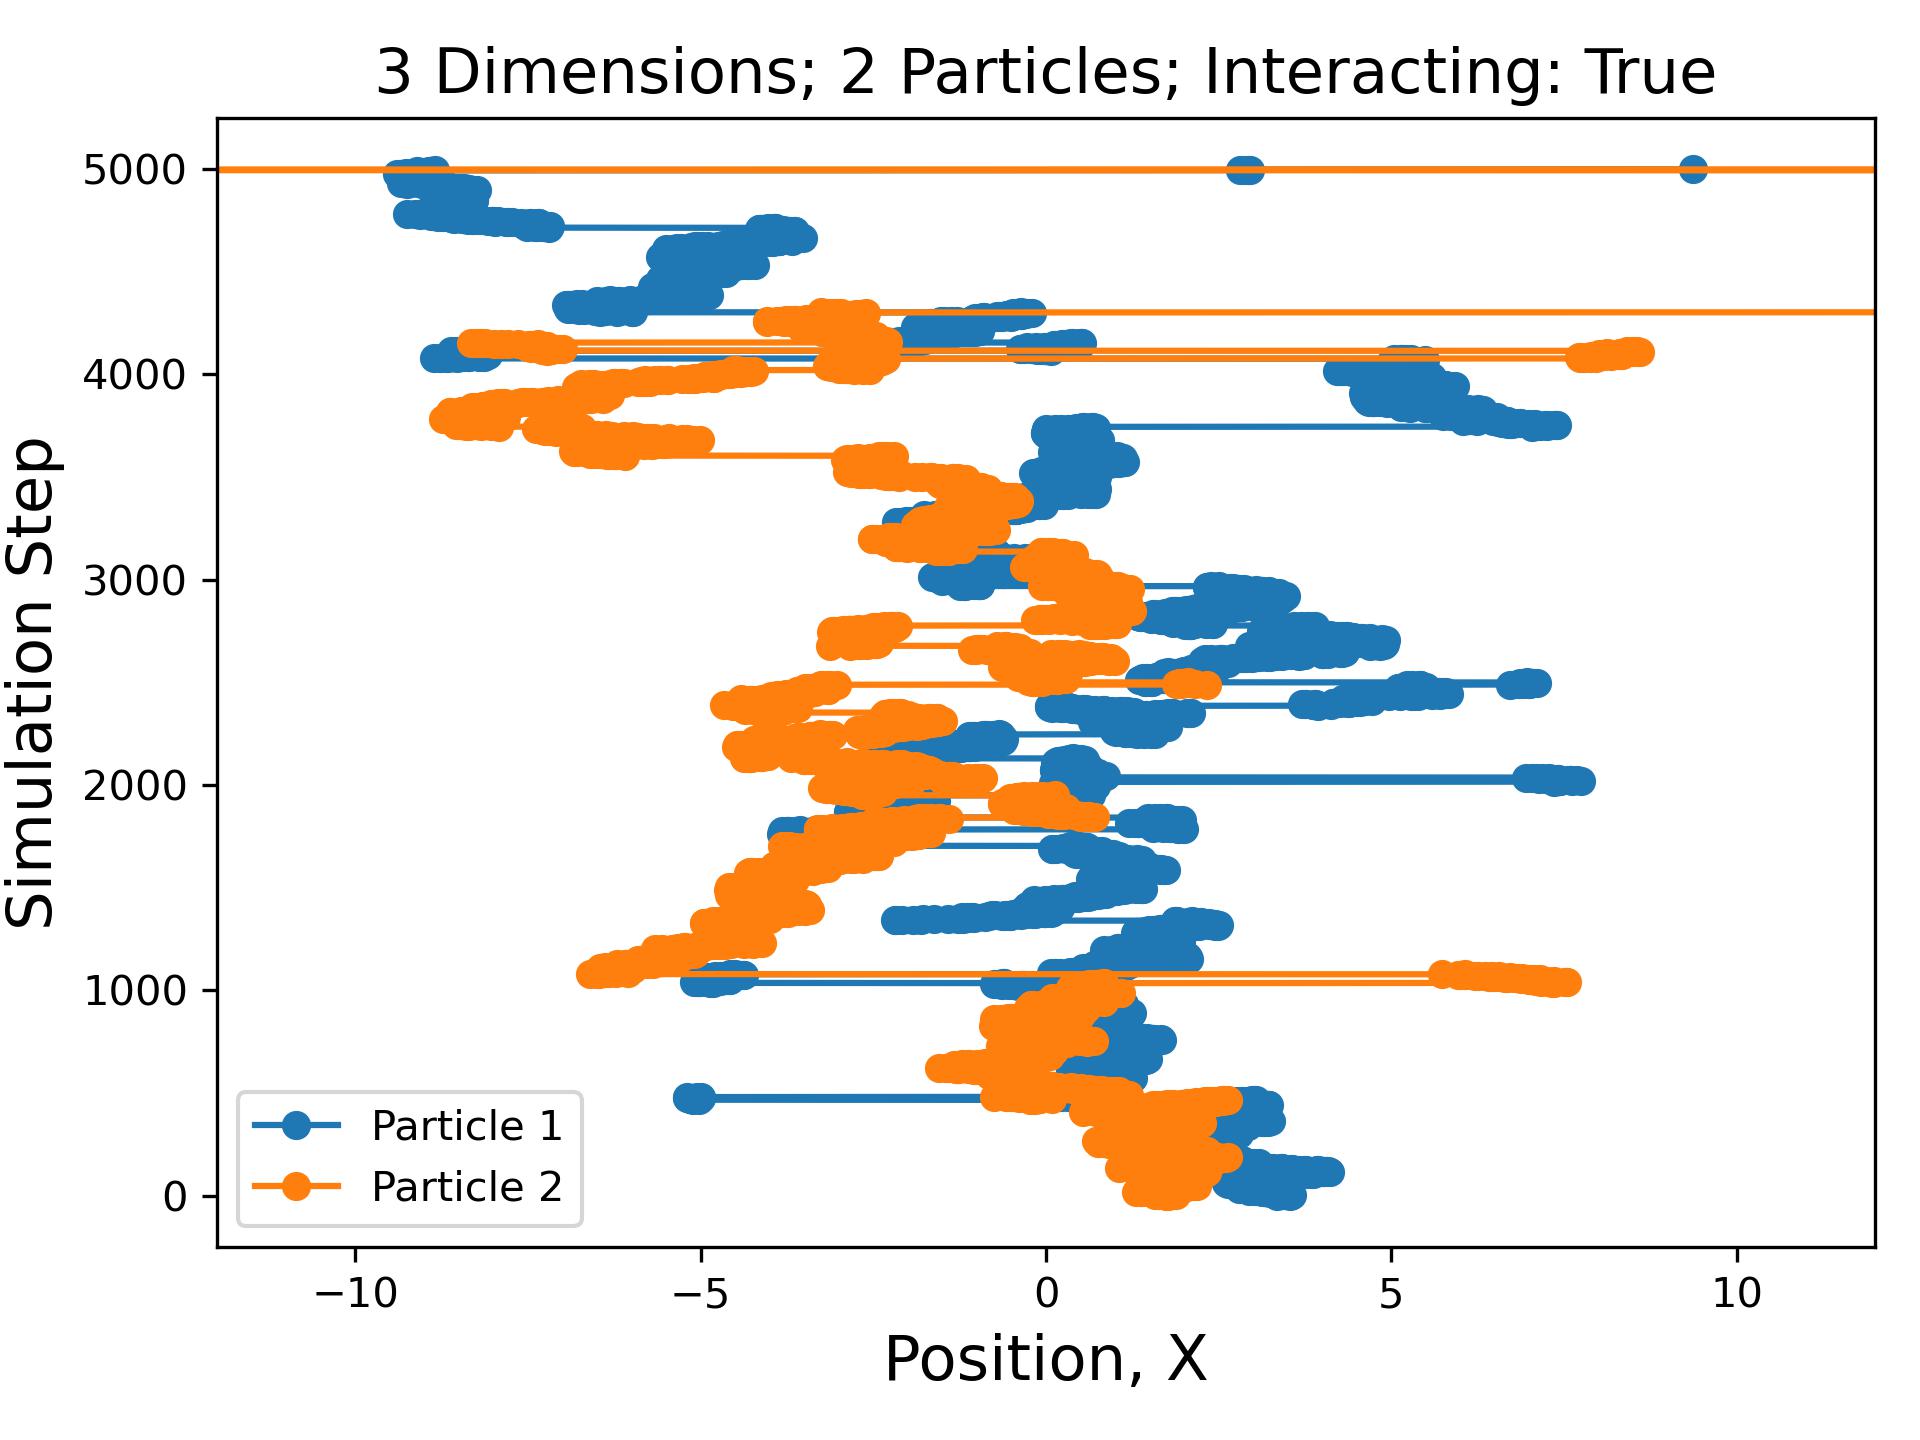 3 Dimensions; 2 Particles; Interacting: True
5000
4000
3000
2000
1000
0
Simulation Step
Particle 1
Particle 2
−10
−5
0
5
10
Position, X